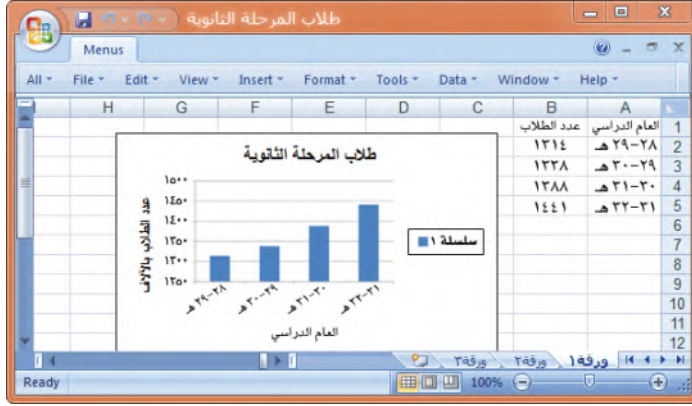 طلاب المرحلة الثانوية
Menus
All File Edit View Insert Format Tools Data Window Help
H G F E D C B A
1 العام الدراسي عدد الطلاب
2 ٢٨-٢٩ هـ ١٣١٤
3 ٢٩-٣٠ هـ ١٣٣٨
4 ٣٠-٣١ هـ ١٣٨٨
5 ٣١-٣٢ هـ ١٤٤١
6
7
8
9
10
11
12
طلاب المرحلة الثانوية
عدد الطلاب بالآلاف
١٥٠٠
١٤٥٠
١٤٠٠
١٣٥٠
١٣٠٠
١٢٥٠
٢٨-٢٩ هـ
٢٩-٣٠ هـ
٣٠-٣١ هـ
٣١-٣٢ هـ
العام الدراسي
سلسلة ١
ورقة١ ورقة٢ ورقة٣
Ready 100%